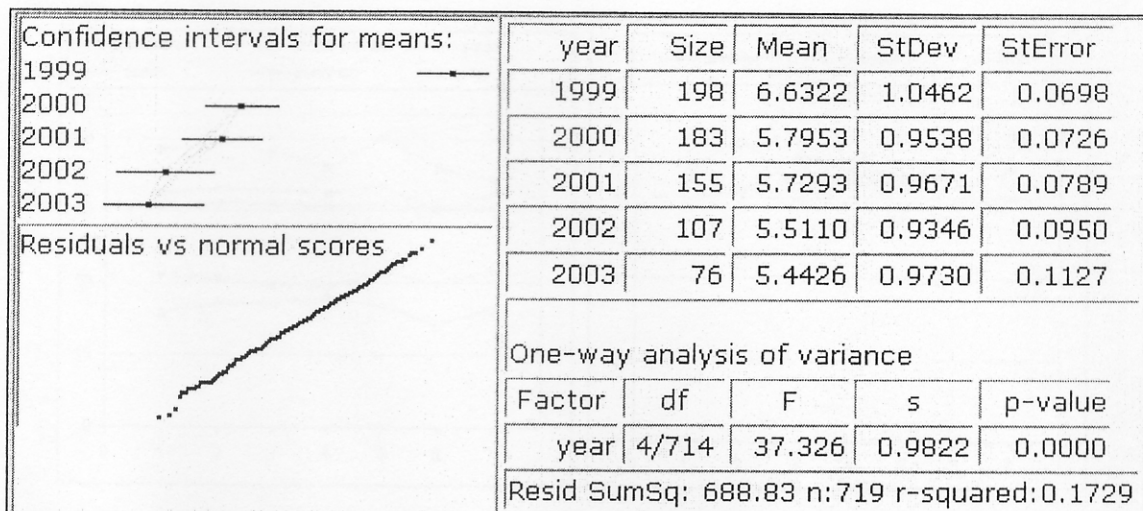 Confidence intervals for means:
1999
2000
2001
2002
2003
Residuals vs normal scores
year Size Mean StDev StError
1999 198 6.6322 1.0462 0.0698
2000 183 5.7953 0.9538 0.0726
2001 155 5.7293 0.9671 0.0789
2002 107 5.5110 0.9346 0.0950
2003 76 5.4426 0.9730 0.1127
One-way analysis of variance
Factor df F s p-value
year 4/714 37.326 0.9822 0.0000
Resid SumSq: 688.83 n:719 r-squared:0.1729